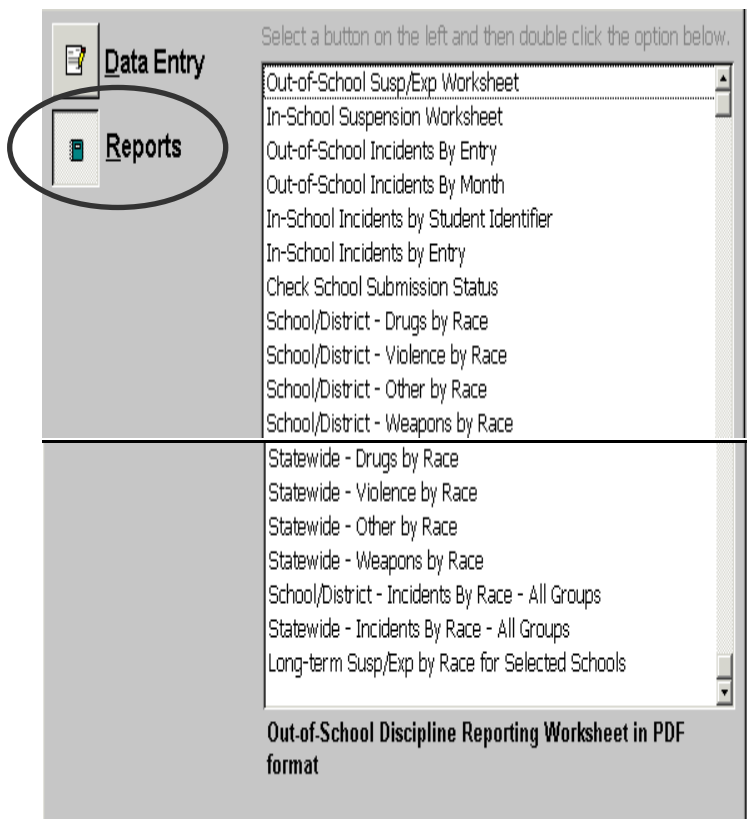 Data Entry
Reports
Select a button on the left and then double click the option below.
Out-of-School Susp/Exp Worksheet
In-School Suspension Worksheet
Out-of-School Incidents By Entry
Out-of-School Incidents By Month
In-School Incidents by Student Identifier
In-School Incidents by Entry
Check School Submission Status
School/District - Drugs by Race
School/District - Violence by Race
School/District - Other by Race
School/District - Weapons by Race
Statewide - Drugs by Race
Statewide - Violence by Race
Statewide - Other by Race
Statewide - Weapons by Race
School/District - Incidents By Race - All Groups
Statewide - Incidents By Race - All Groups
Long-term Susp/Exp by Race for Selected Schools
Out-of-School Discipline Reporting Worksheet in PDF
format